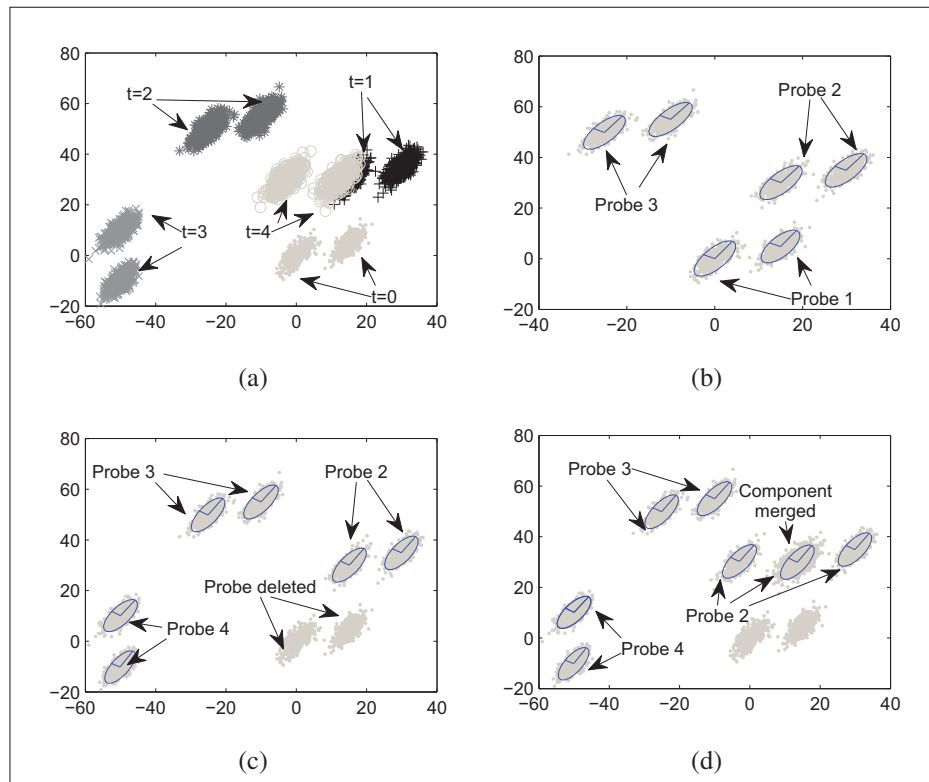 80
60
40
20
0
−20
−60 −40 −20 0 20 40
t=2
t=1
t=3
t=4
t=0
(a)
80
60
40
20
0
−20
−40 −20 0 20 40
Probe 2
Probe 3
Probe 1
(b)
80
60
40
20
0
−20
−60 −40 −20 0 20 40
Probe 3
Probe 2
Probe deleted
Probe 4
(c)
80
60
40
20
0
−20
−60 −40 −20 0 20 40
Probe 3
Component
merged
Probe 2
Probe 4
(d)